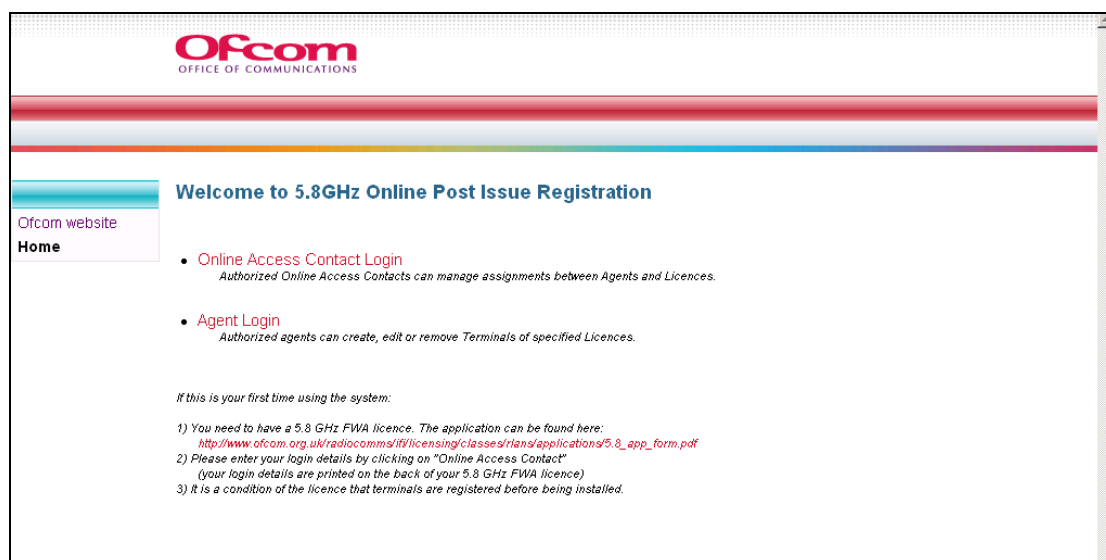 Ofcom
OFFICE OF COMMUNICATIONS
Welcome to 5.8GHz Online Post Issue Registration
Ofcom website
Home
• Online Access Contact Login
Authorized Online Access Contacts can manage assignments between Agents and Licences.
• Agent Login
Authorized agents can create, edit or remove Terminals of specified Licences.
If this is your first time using the system:
1) You need to have a 5.8 GHz FWA licence. The application can be found here:
http://www.ofcom.org.uk/radiocomms/ifi/licensing/classes/rlans/applications/5.8_app_form.pdf
2) Please enter your login details by clicking on "Online Access Contact"
(your login details are printed on the back of your 5.8 GHz FWA licence)
3) It is a condition of the licence that terminals are registered before being installed.